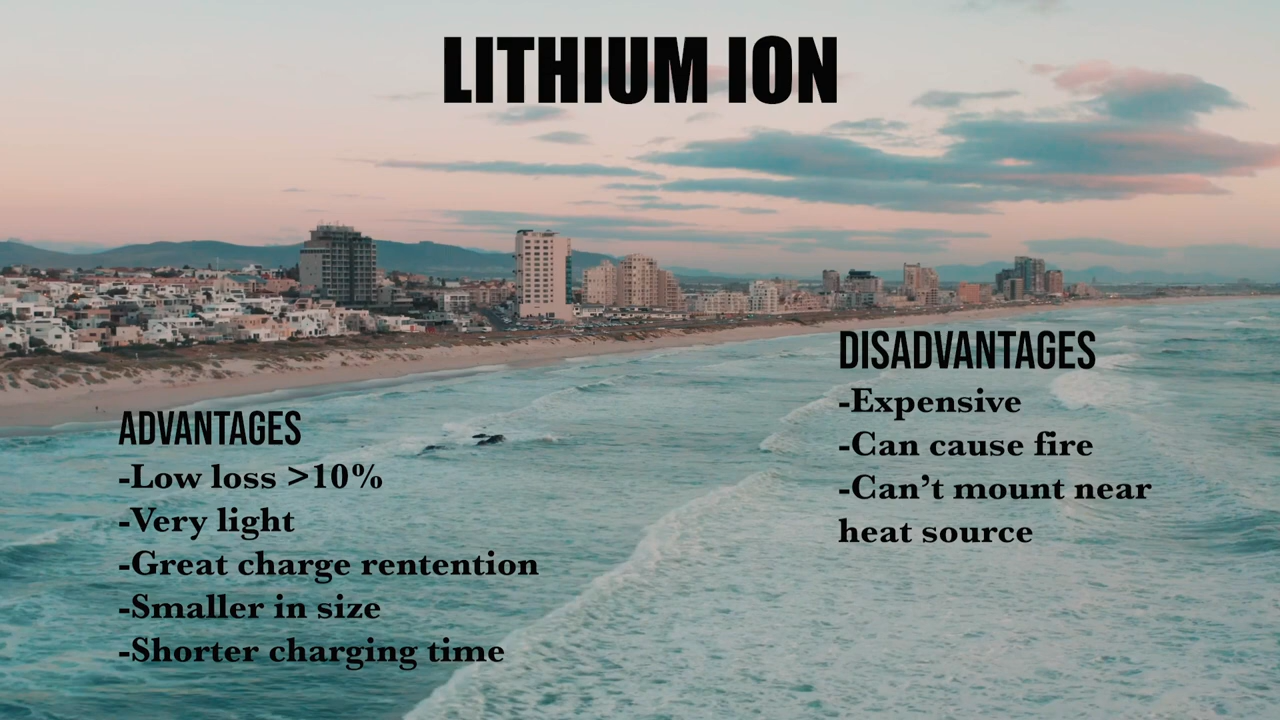 LITHIUM ION
ADVANTAGES
-Low loss >10%
-Very light
-Great charge rentention
-Smaller in size
-Shorter charging time
DISADVANTAGES
-Expensive
-Can cause fire
-Can’t mount near
heat source